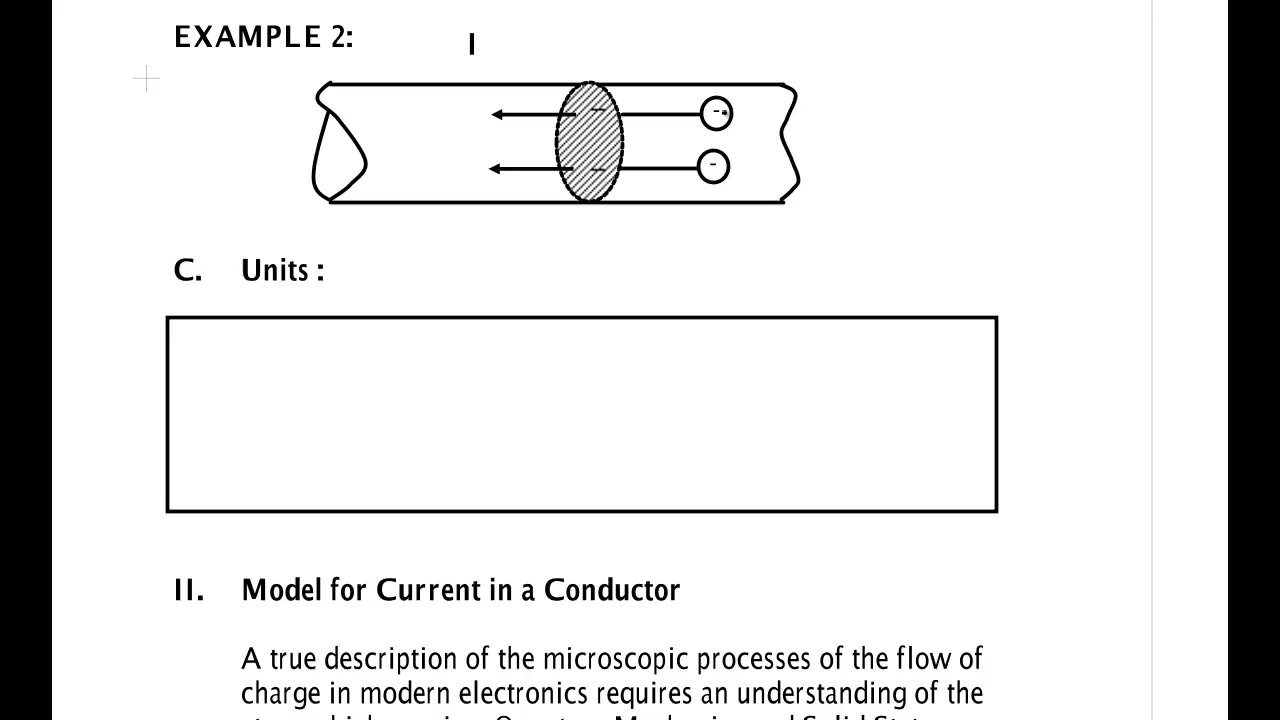 EXAMPLE 2:
I
-
-
C. Units :
II. Model for Current in a Conductor
A true description of the microscopic processes of the flow of
charge in modern electronics requires an understanding of the